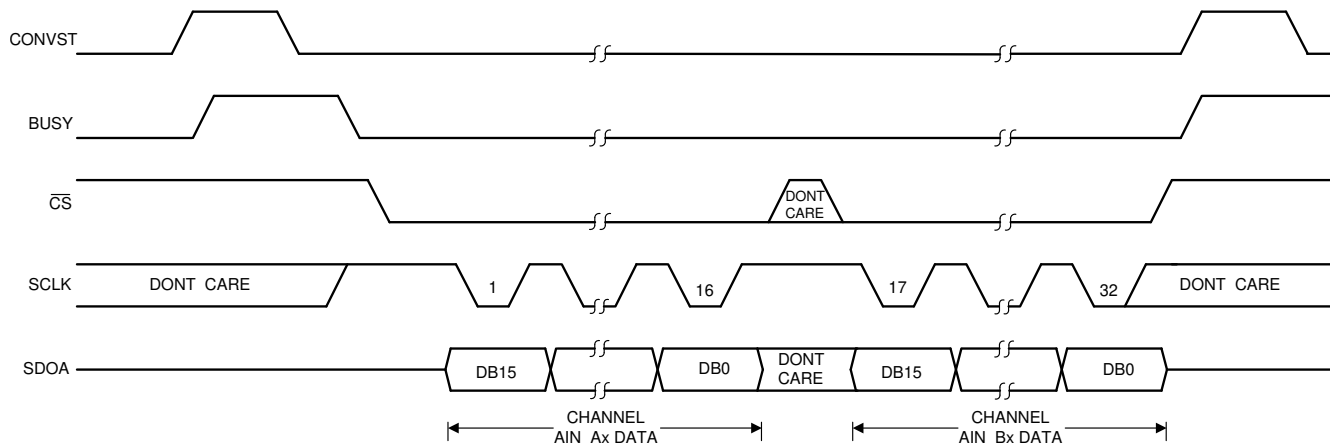 CONVST
BUSY
CS
DONT
CARE
SCLK
DONT CARE
1
16
17
32
DONT CARE
SDOA
DB15
DB0
DONT
CARE
DB15
DB0
CHANNEL
AIN Ax DATA
CHANNEL
AIN Bx DATA